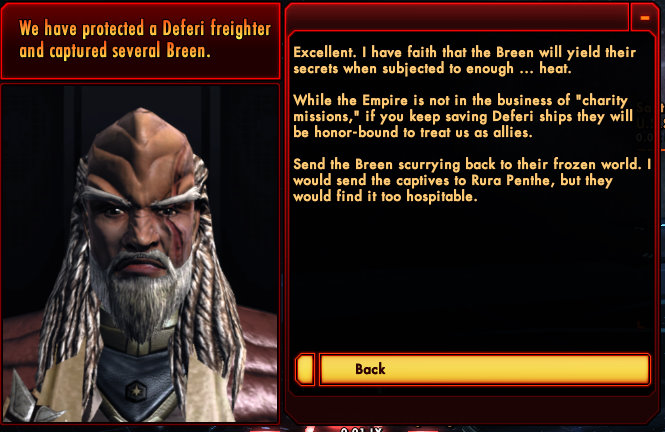 We have protected a Deferi freighter
and captured several Breen.
Excellent. I have faith that the Breen will yield their
secrets when subjected to enough ... heat.
While the Empire is not in the business of "charity
missions," if you keep saving Deferi ships they will
be honor-bound to treat us as allies.
Send the Breen scurrying back to their frozen world. I
would send the captives to Rura Penthe, but they
would find it too hospitable.
Back